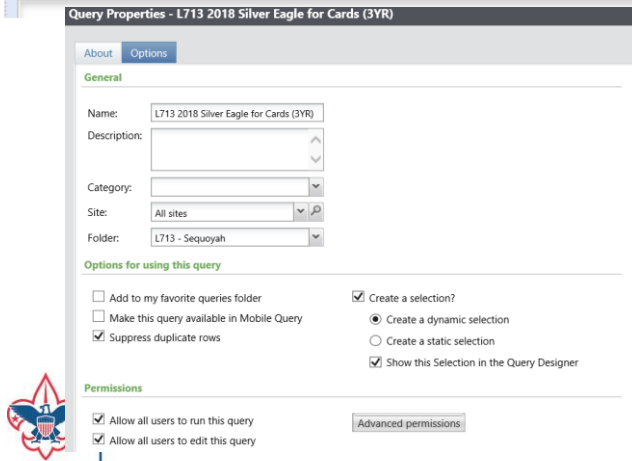 Query Properties - L713 2018 Silver Eagle for Cards (3YR)
About Options
General
Name: L713 2018 Silver Eagle for Cards (3YR)
Description:
Category:
Site: All sites
Folder: L713 - Sequoyah
Options for using this query
Add to my favorite queries folder
Make this query available in Mobile Query
Suppress duplicate rows
Create a selection?
Create a dynamic selection
Create a static selection
Show this Selection in the Query Designer
Permissions
Allow all users to run this query
Allow all users to edit this query
Advanced permissions